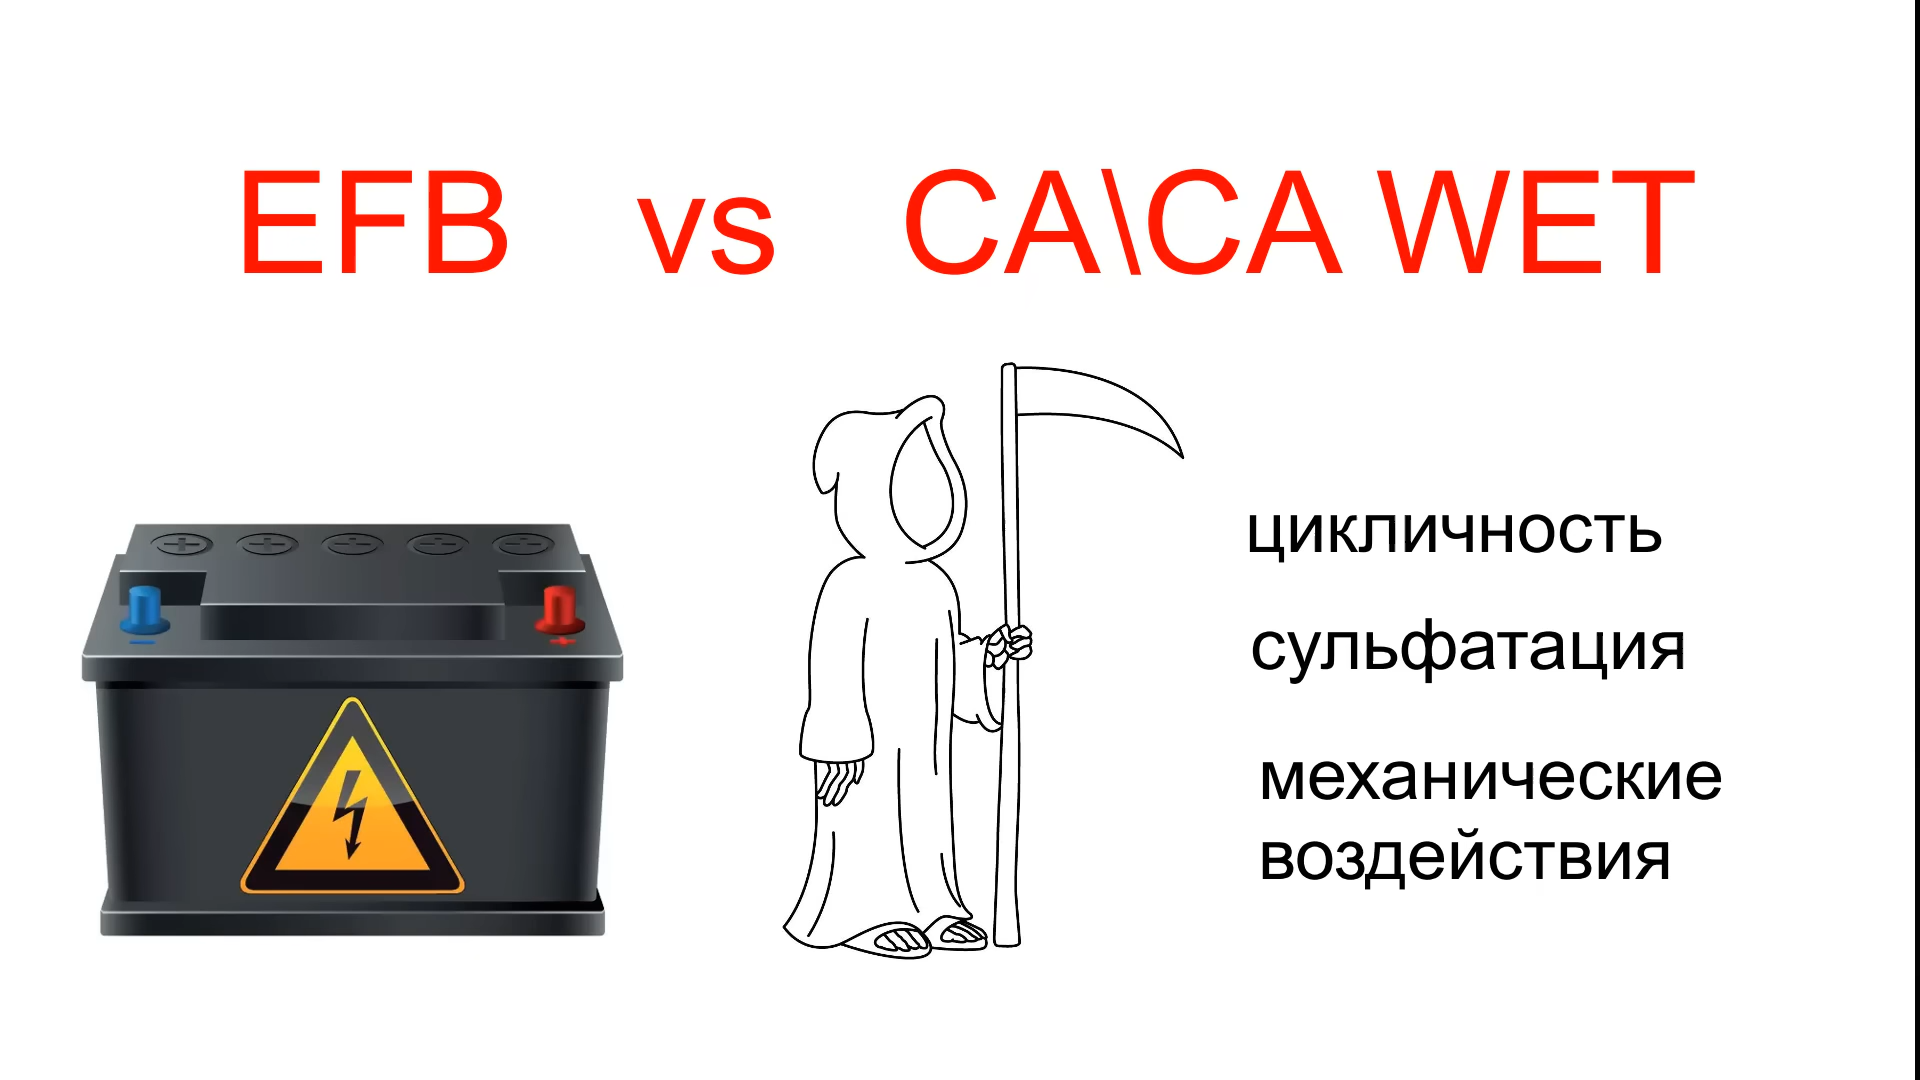 EFB vs CA\CA WET
цикличность
сульфатация
механические
воздействия